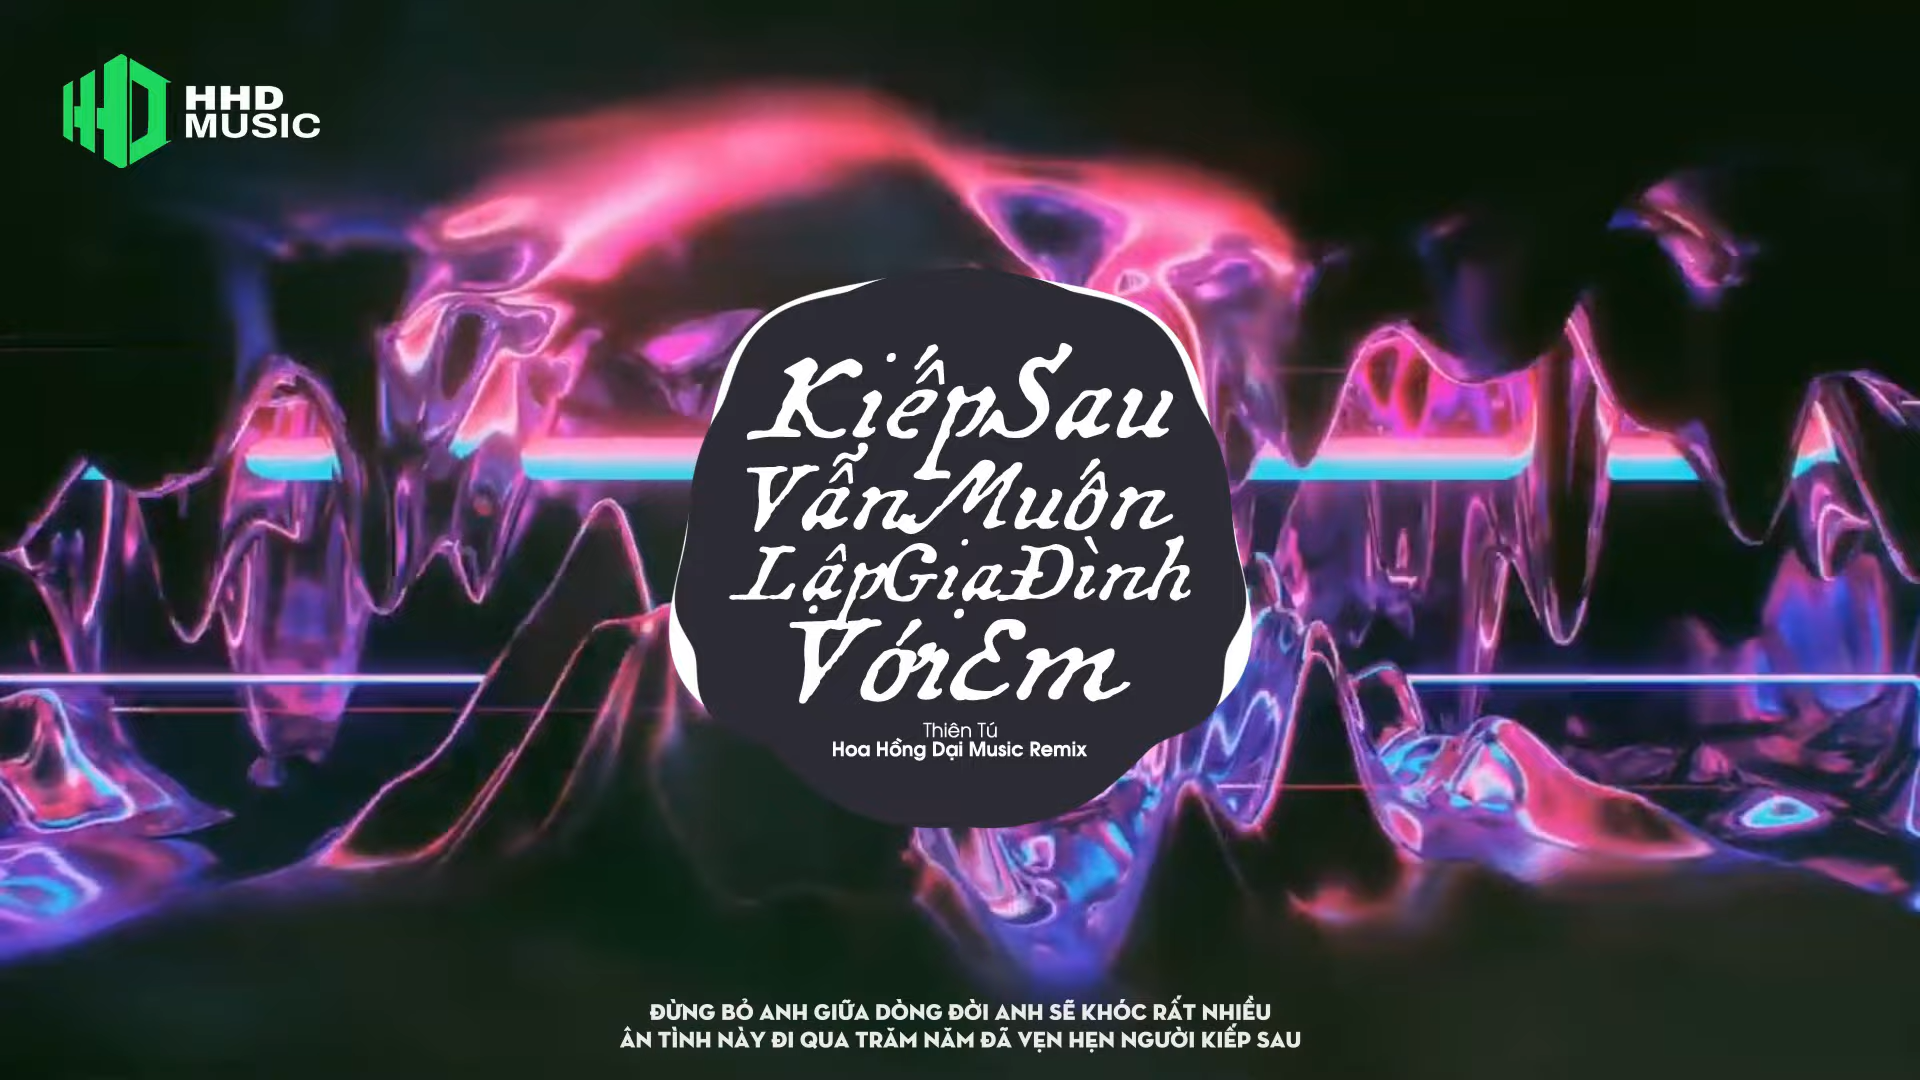 HHD
MUSIC
Kiếp Sau
Vẫn Muốn
Lập Gia Đình
Với Em
Thiên Tú
Hoa Hồng Dại Music Remix
ĐỪNG BỎ ANH GIỮA DÒNG ĐỜI ANH SẼ KHÓC RẤT NHIỀU
ÂN TÌNH NÀY ĐI QUA TRĂM NĂM ĐÃ VẸN HẸN NGƯỜI KIẾP SAU